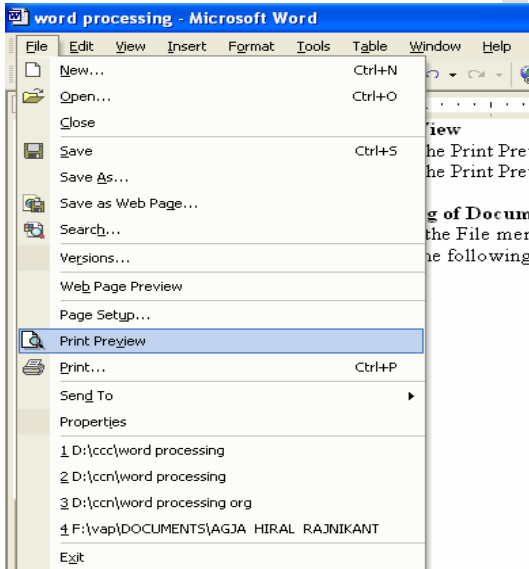 word processing - Microsoft Word
File Edit View Insert Format Tools Table Window Help
New... Ctrl+N
Open... Ctrl+O
Close
Save Ctrl+S
Save As...
Save as Web Page...
Search...
Versions...
Web Page Preview
Page Setup...
Print Preview
Print... Ctrl+P
Send To
Properties
1 D:\ccc\word processing
2 D:\ccn\word processing
3 D:\ccn\word processing org
4 F:\vap\DOCUMENTS\AGJA HIRAL RAJNIKANT
Exit
iew
he Print Pre
he Print Pre
g of Docum
the File mer
ne following